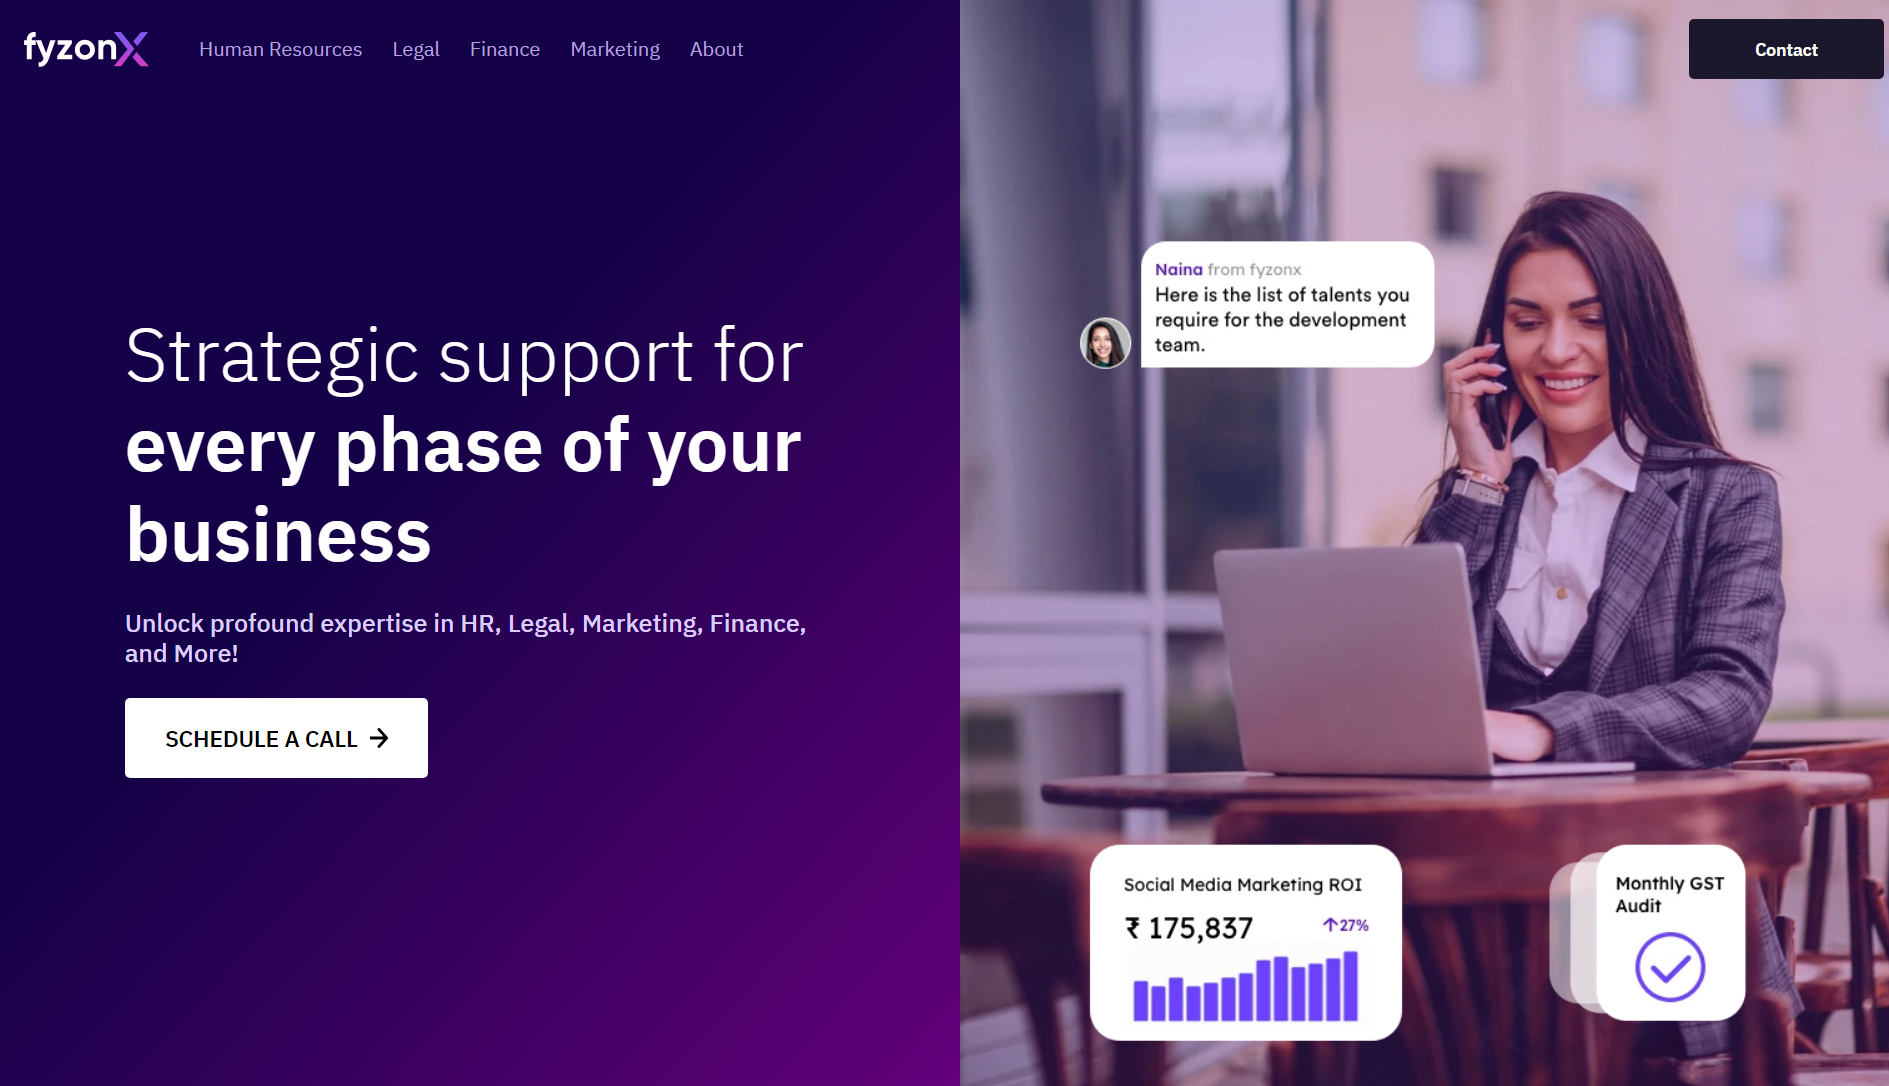 fyzonX
Human Resources
Legal
Finance
Marketing
About
Contact
Strategic support for
every phase of your
business
Unlock profound expertise in HR, Legal, Marketing, Finance,
and More!
SCHEDULE A CALL →
Naina from fyzonx
Here is the list of talents you
require for the development
team.
Social Media Marketing ROI
₹ 175,837
↑27%
Monthly GST
Audit